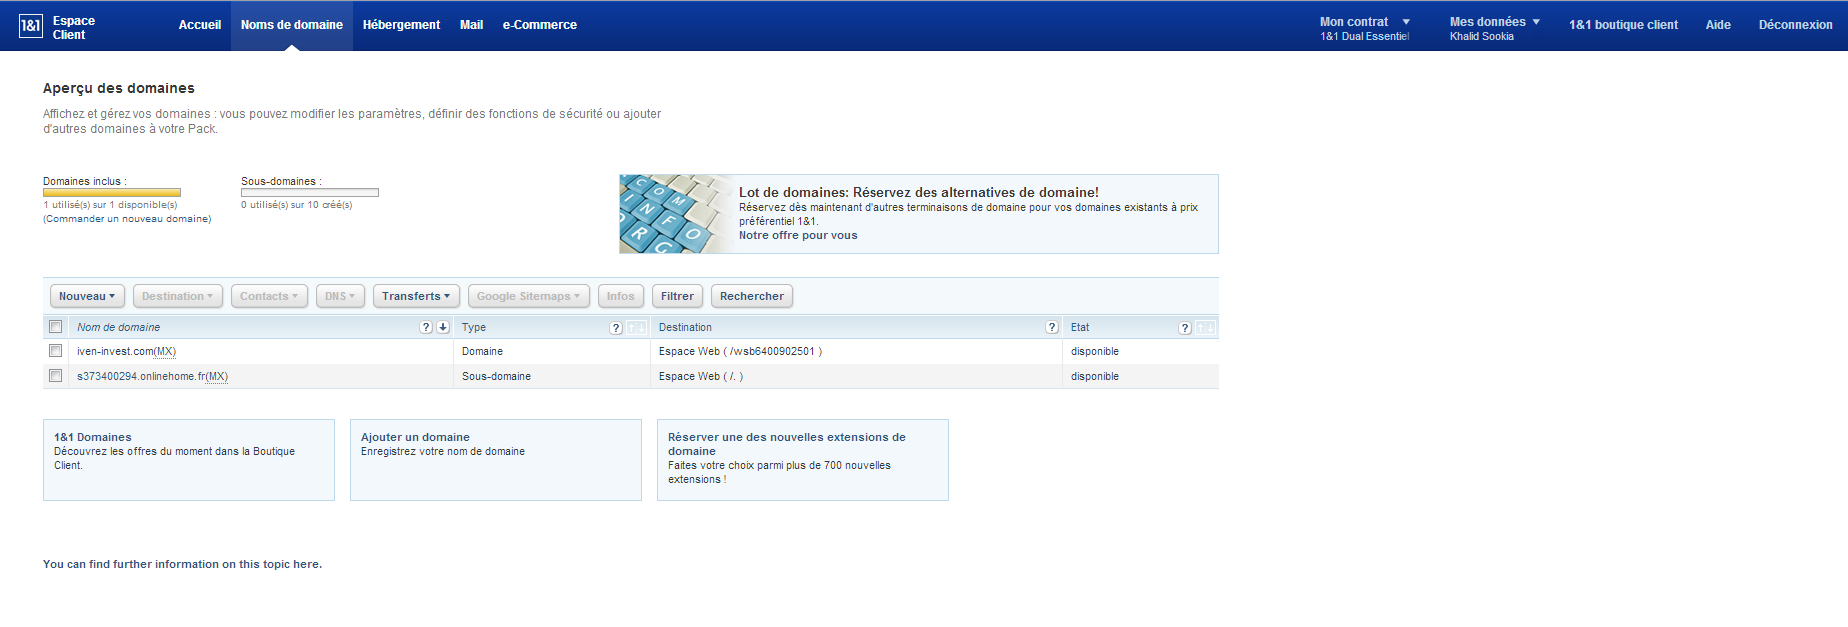 1&1 Espace Client
Accueil Noms de domaine Hébergement Mail e-Commerce
Mon contrat Mes données 1&1 boutique client Aide Déconnexion
1&1 Dual Essentiel Khalid Sookia
Aperçu des domaines
Affichez et gérez vos domaines : vous pouvez modifier les paramètres, définir des fonctions de sécurité ou ajouter
d'autres domaines à votre Pack.
Domaines inclus :
1 utilisé(s) sur 1 disponible(s)
(Commander un nouveau domaine)
Sous-domaines :
0 utilisé(s) sur 10 créé(s)
COM
INFO
ORG
Lot de domaines: Réservez des alternatives de domaine!
Réservez dès maintenant d'autres terminaisons de domaine pour vos domaines existants à prix
préférentiel 1&1.
Notre offre pour vous
Nouveau Destination Contacts DNS Transferts Google Sitemaps Infos Filtrer Rechercher
Nom de domaine ? Type ? Destination ? Etat ?
iven-invest.com(MX) Domaine Espace Web ( /wsb6400902501 ) disponible
s373400294.onlinehome.fr(MX) Sous-domaine Espace Web ( /. ) disponible
1&1 Domaines
Découvrez les offres du moment dans la Boutique
Client.
Ajouter un domaine
Enregistrez votre nom de domaine
Réserver une des nouvelles extensions de
domaine
Faites votre choix parmi plus de 700 nouvelles
extensions !
You can find further information on this topic here.